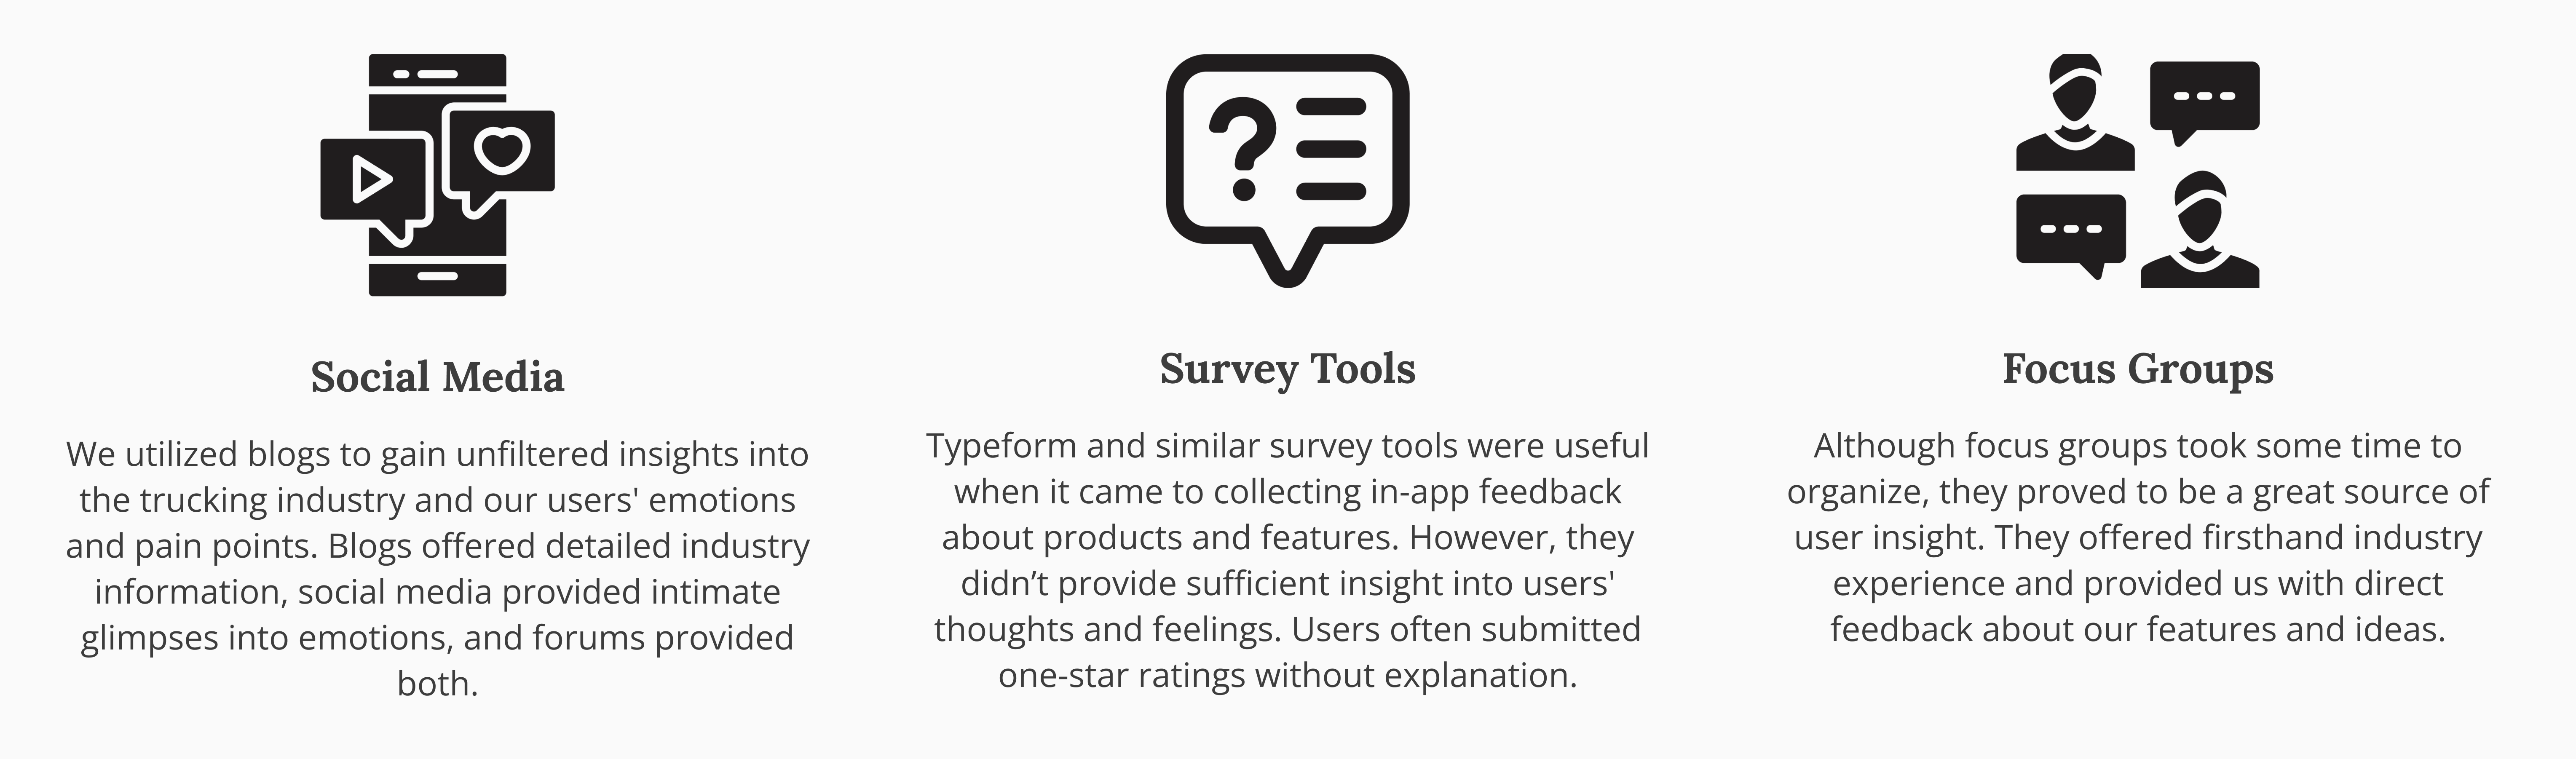 Social Media
We utilized blogs to gain unfiltered insights into
the trucking industry and our users' emotions
and pain points. Blogs offered detailed industry
information, social media provided intimate
glimpses into emotions, and forums provided
both.
Survey Tools
Typeform and similar survey tools were useful
when it came to collecting in-app feedback
about products and features. However, they
didn’t provide sufficient insight into users'
thoughts and feelings. Users often submitted
one-star ratings without explanation.
Focus Groups
Although focus groups took some time to
organize, they proved to be a great source of
user insight. They offered firsthand industry
experience and provided us with direct
feedback about our features and ideas.